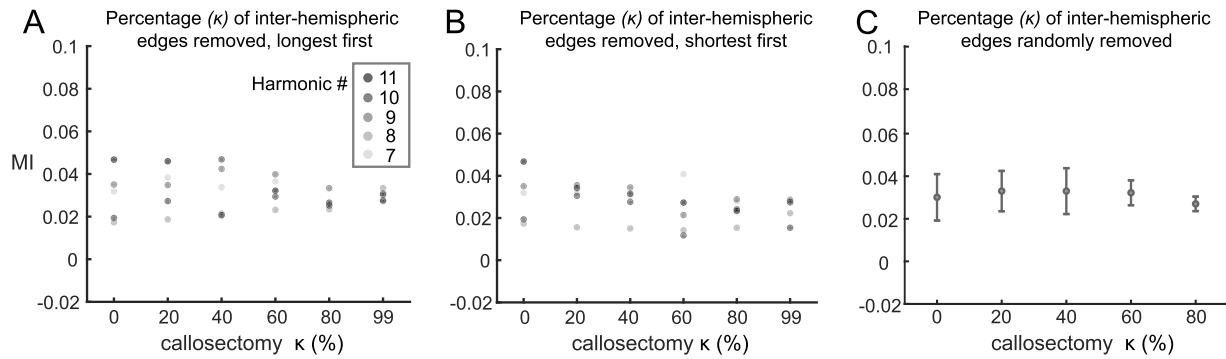 A
Percentage (κ) of inter-hemispheric
edges removed, longest first
0.1
0.08
0.06
0.04
0.02
0
-0.02
MI
Harmonic #
11
10
9
8
7
0 20 40 60 80 99
callosectomy κ (%)
B
Percentage (κ) of inter-hemispheric
edges removed, shortest first
0.1
0.08
0.06
0.04
0.02
0
-0.02
0 20 40 60 80 99
callosectomy κ (%)
C
Percentage (κ) of inter-hemispheric
edges randomly removed
0.1
0.08
0.06
0.04
0.02
0
-0.02
0 20 40 60 80
callosectomy κ (%)